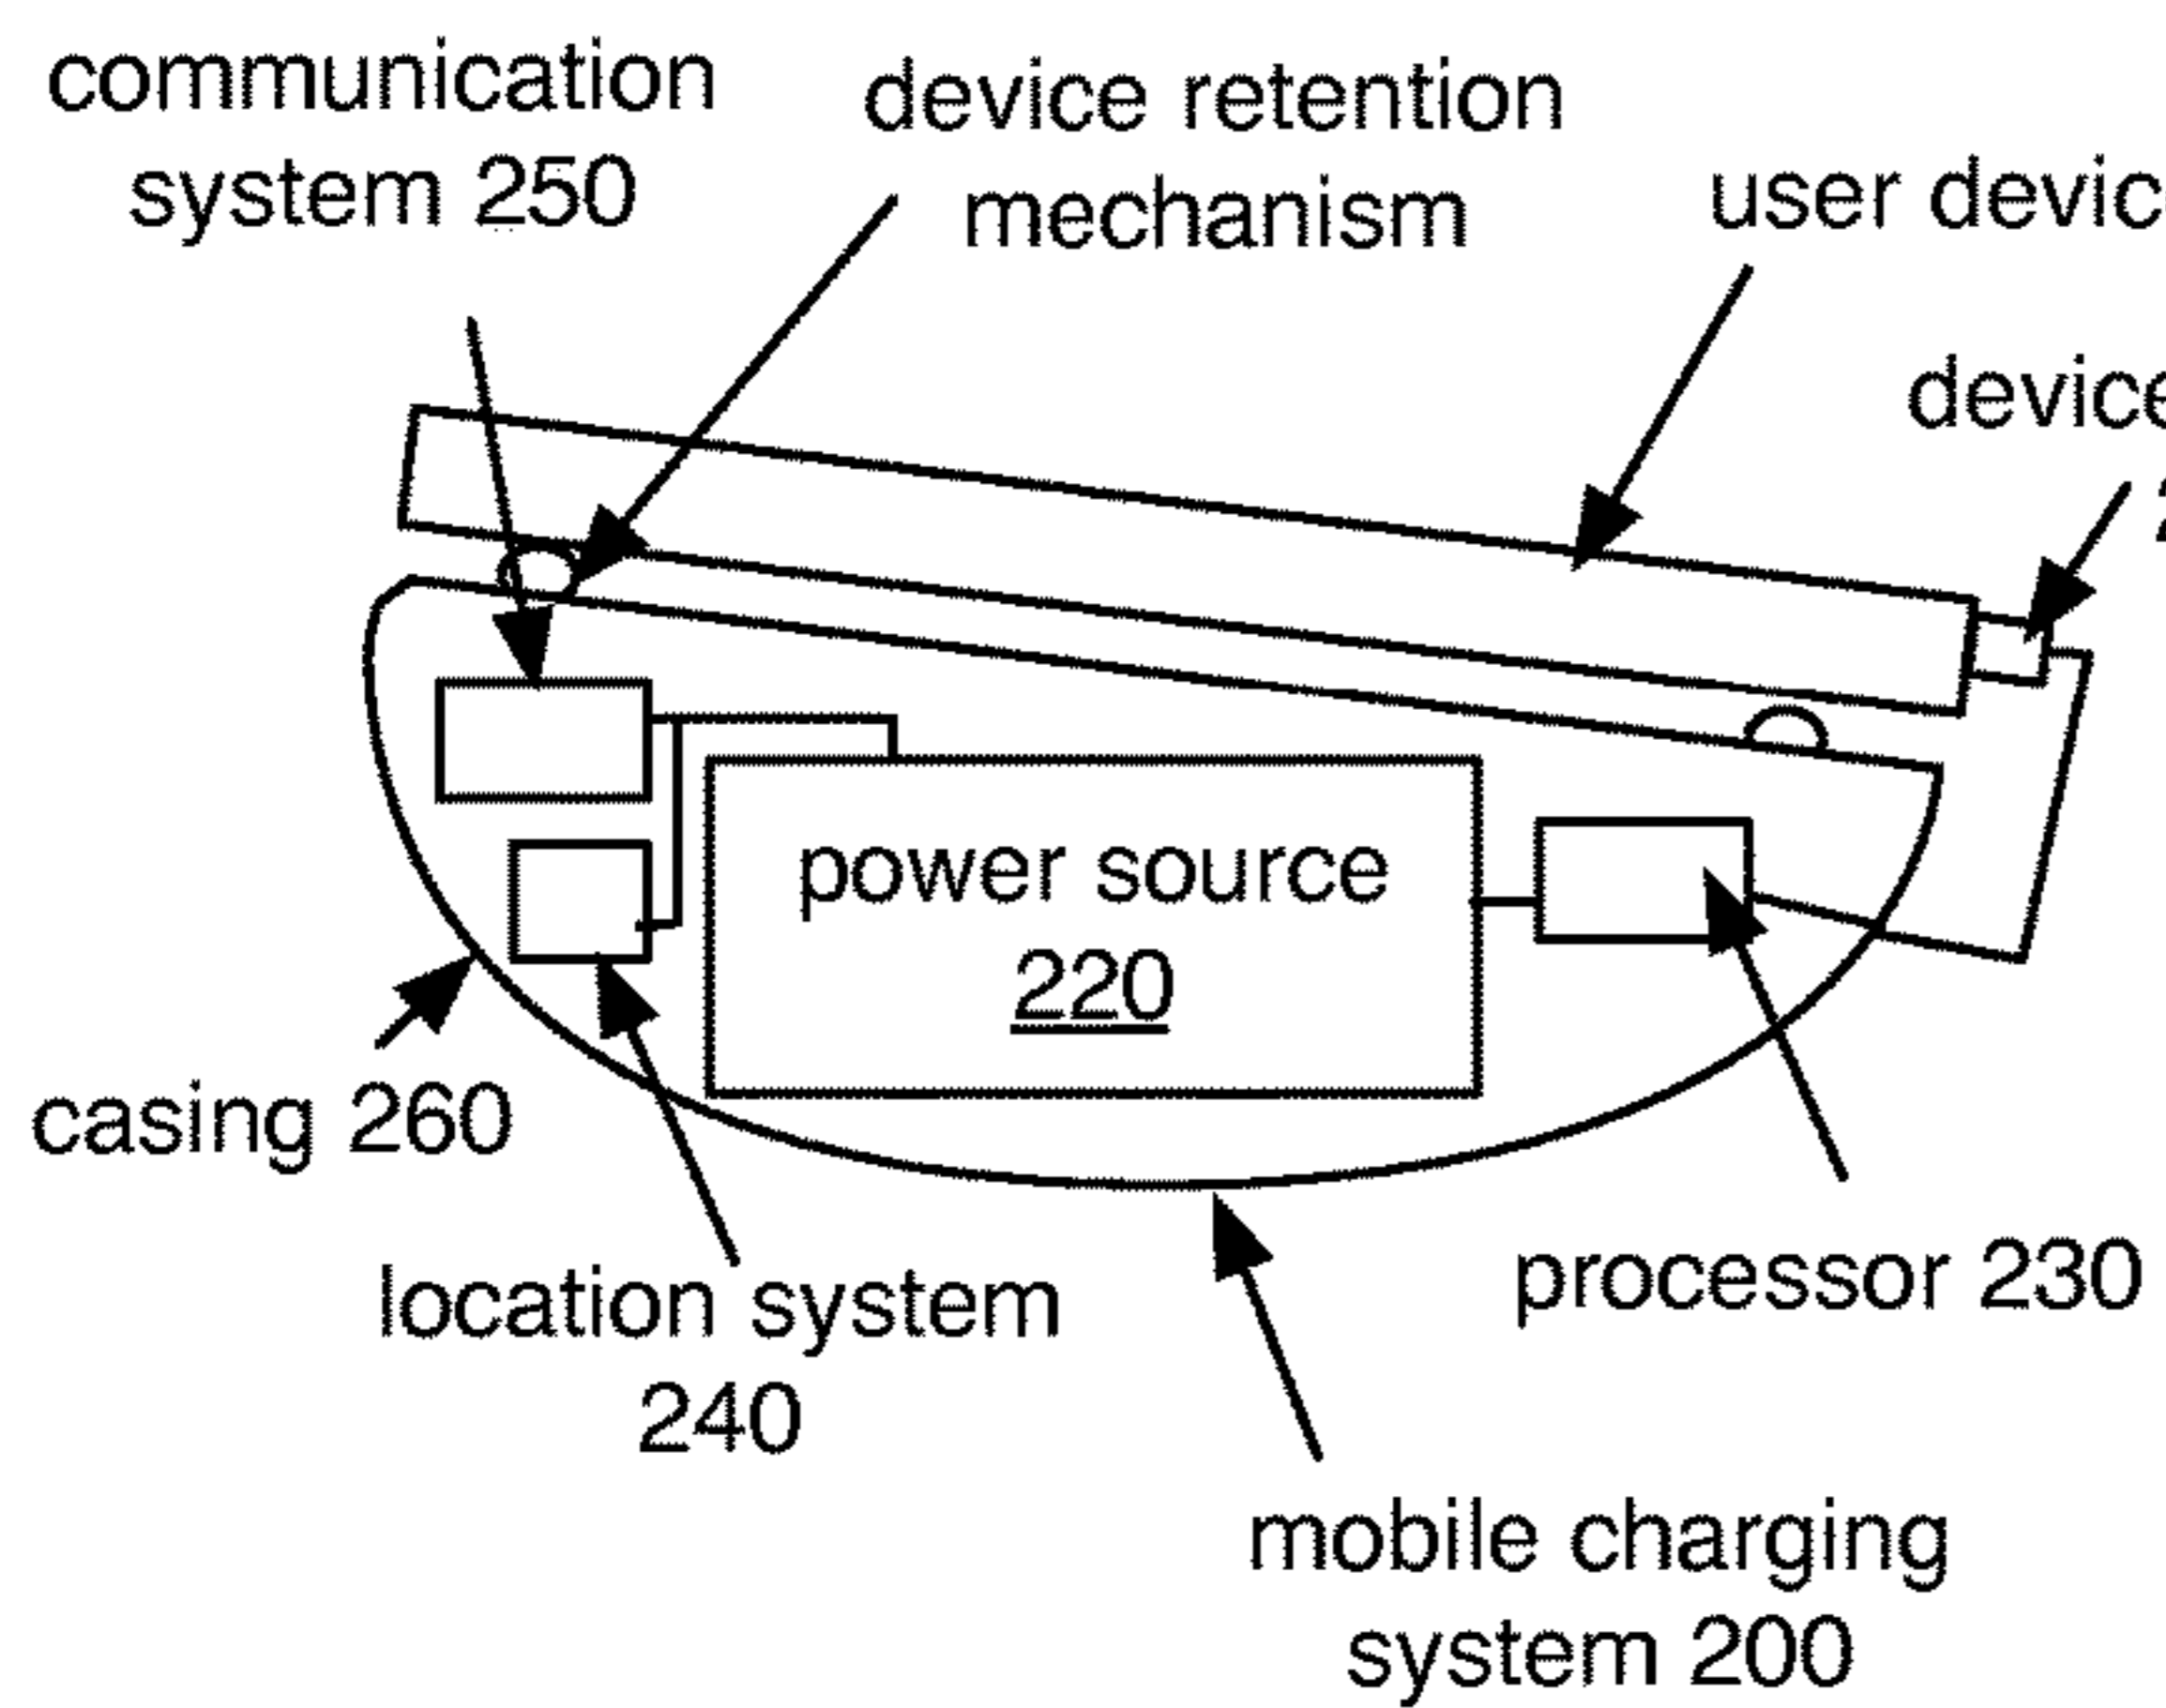 communication
system 250
device retention
mechanism
user devic
device
power source
220
casing 260
location system
240
processor 230
mobile charging
system 200